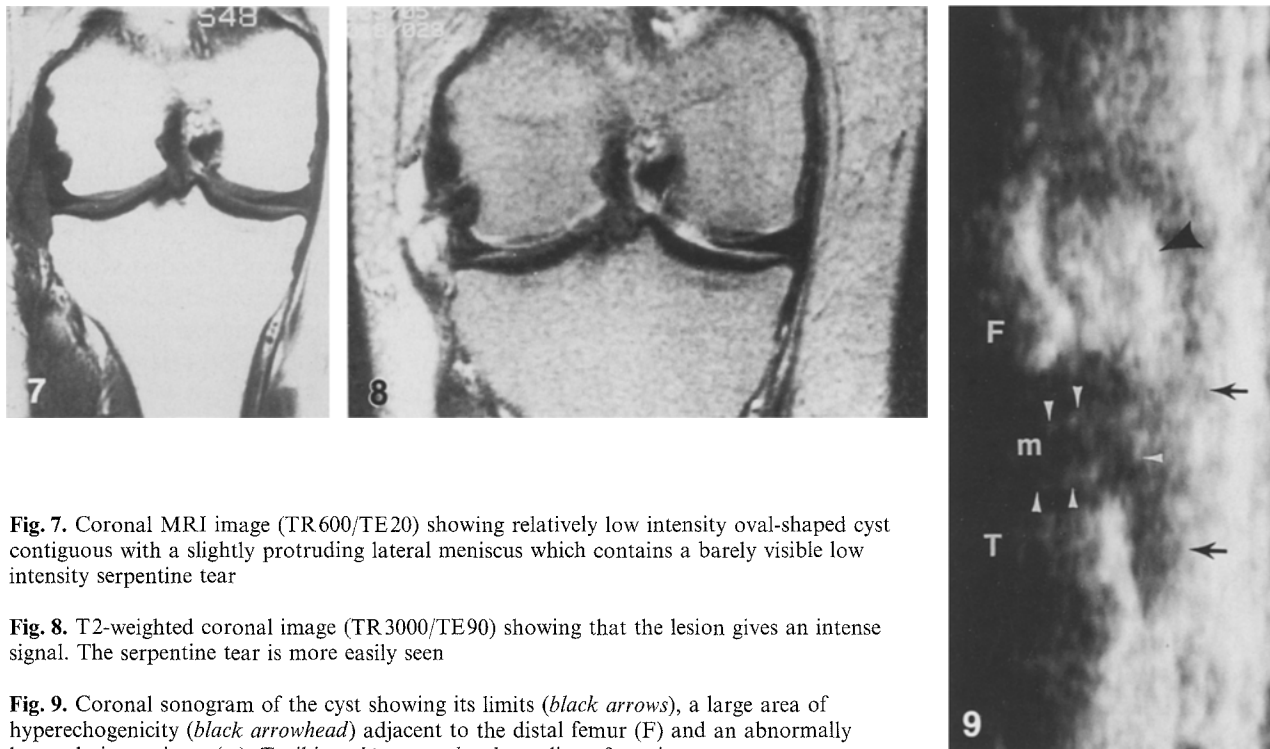 S48
7
8
F
m
T
9
Fig. 7. Coronal MRI image (TR600/TE20) showing relatively low intensity oval-shaped cyst
contiguous with a slightly protruding lateral meniscus which contains a barely visible low
intensity serpentine tear
Fig. 8. T2-weighted coronal image (TR3000/TE90) showing that the lesion gives an intense
signal. The serpentine tear is more easily seen
Fig. 9. Coronal sonogram of the cyst showing its limits (black arrows), a large area of
hyperechogenicity (black arrowhead) adjacent to the distal femur (F) and an abnormally